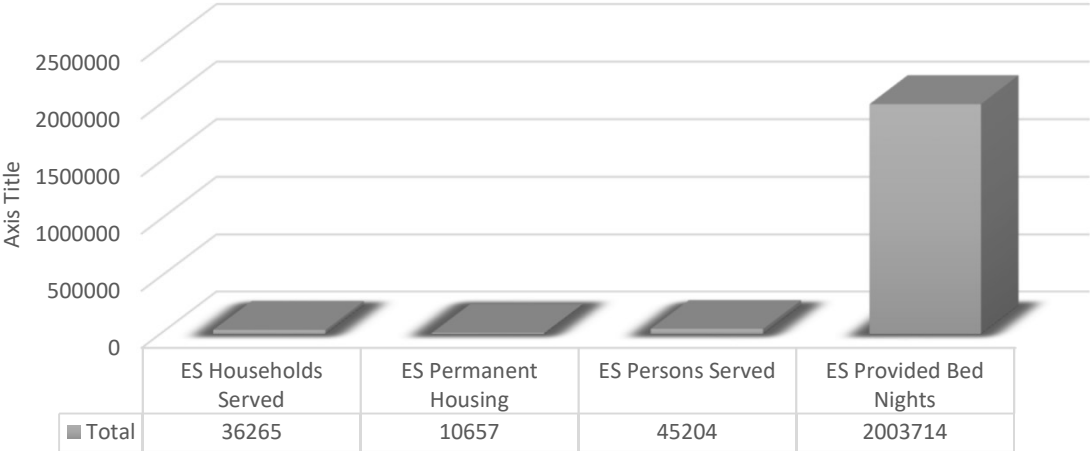 2500000
2000000
1500000
1000000
500000
0
Axis Title
ES Households
Served
ES Permanent
Housing
ES Persons Served
ES Provided Bed
Nights
Total 36265 10657 45204 2003714